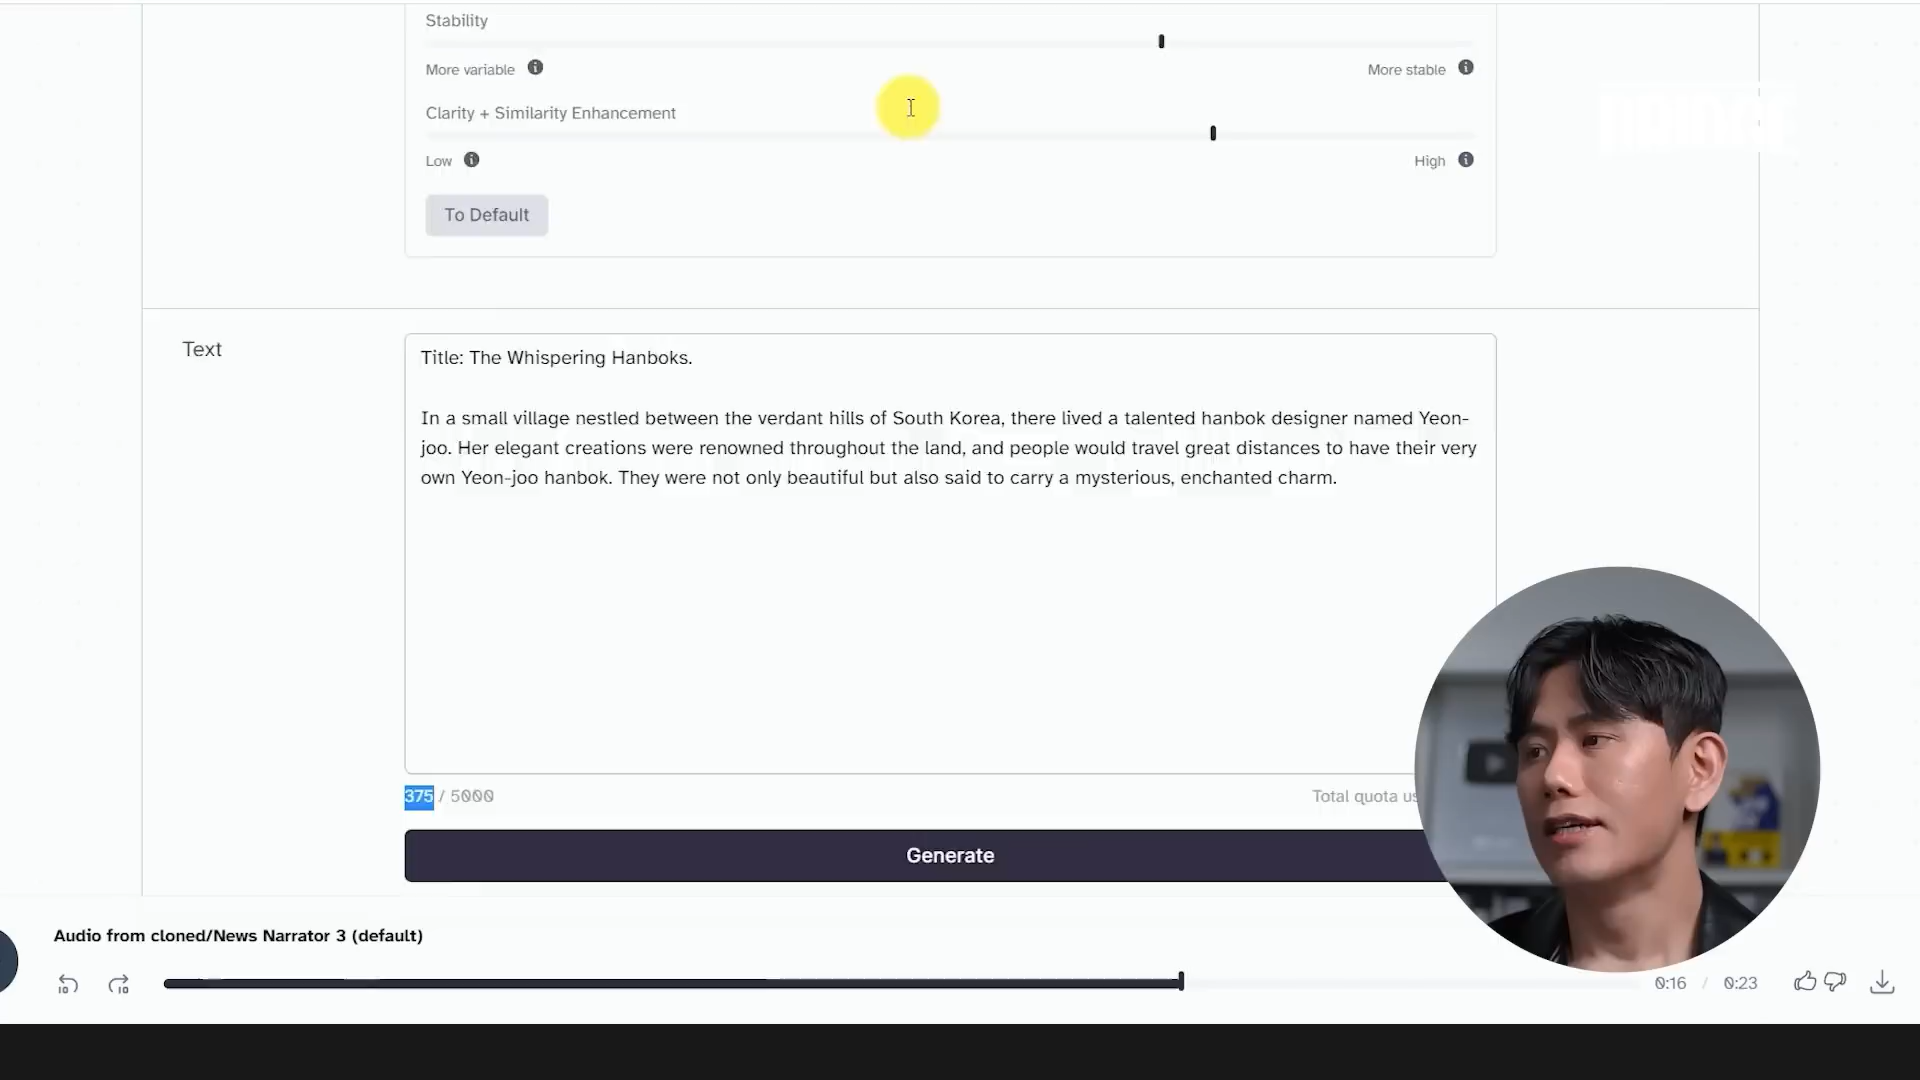 Stability
More variable
More stable
Clarity + Similarity Enhancement
Low
High
To Default
Text
Title: The Whispering Hanboks.
In a small village nestled between the verdant hills of South Korea, there lived a talented hanbok designer named Yeon-
joo. Her elegant creations were renowned throughout the land, and people would travel great distances to have their very
own Yeon-joo hanbok. They were not only beautiful but also said to carry a mysterious, enchanted charm.
375 / 5000
Total quota us
Generate
Audio from cloned/News Narrator 3 (default)
10
10
0:16 / 0:23